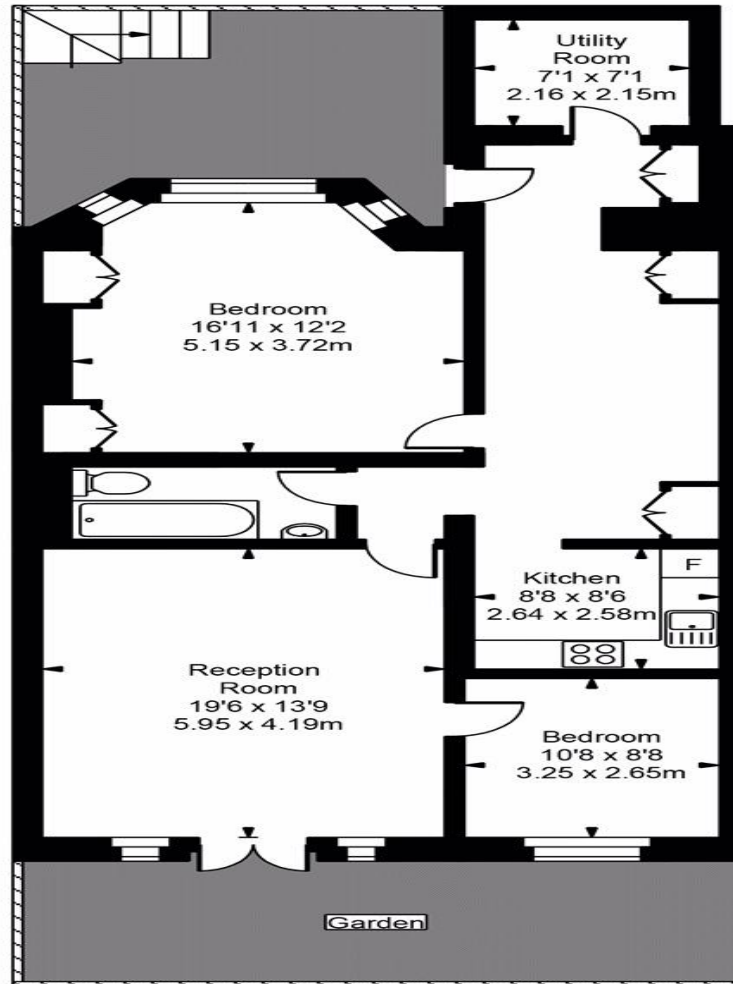 Utility
Room
7'1 x 7'1
2.16 x 2.15m
Bedroom
16'11 x 12'2
5.15 x 3.72m
F
Kitchen
8'8 x 8'6
2.64 x 2.58m
Reception
Room
19'6 x 13'9
5.95 x 4.19m
Bedroom
10'8 x 8'8
3.25 x 2.65m
Garden